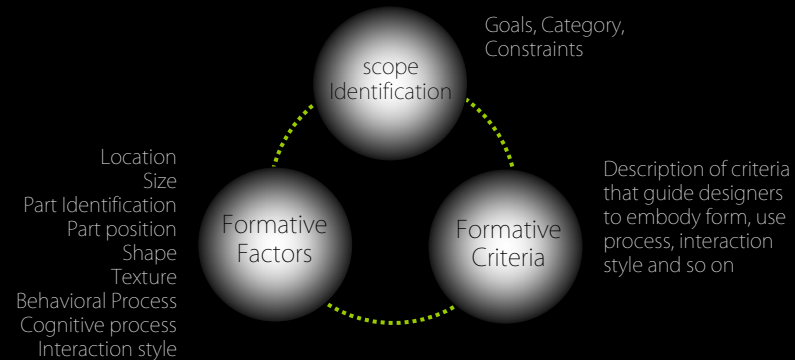 Goals, Category,
Constraints
scope
Identification
Location
Size
Part Identification
Part position
Shape
Texture
Behavioral Process
Cognitive process
Interaction style
Formative
Factors
Formative
Criteria
Description of criteria
that guide designers
to embody form, use
process, interaction
style and so on